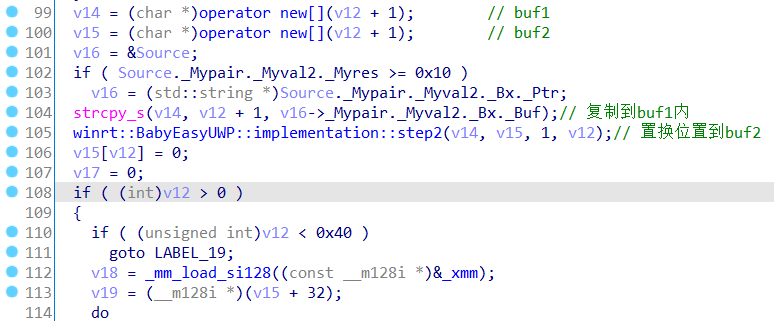 99 v14 = (char *)operator new[](v12 + 1); // buf1
100 v15 = (char *)operator new[](v12 + 1); // buf2
101 v16 = &Source;
102 if ( Source._Mypair._Myval2._Myres >= 0x10 )
103 v16 = (std::string *)Source._Mypair._Myval2._Bx._Ptr;
104 strcpy_s(v14, v12 + 1, v16->_Mypair._Myval2._Bx._Buf);// 复制到buf1内
105 winrt::BabyEasyUWP::implementation::step2(v14, v15, 1, v12);// 置换位置到buf2
106 v15[v12] = 0;
107 v17 = 0;
108 if ( (int)v12 > 0 )
109 {
110 if ( (unsigned int)v12 < 0x40 )
111 goto LABEL_19;
112 v18 = _mm_load_si128((const __m128i *)&_xmm);
113 v19 = (__m128i *)(v15 + 32);
114 do